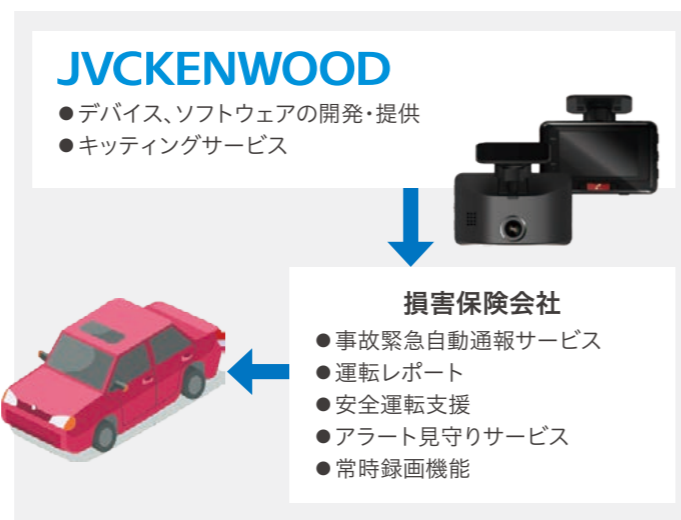 JVCKENWOOD
●デバイス、ソフトウェアの開発・提供
●キッティングサービス
損害保険会社
●事故緊急自動通報サービス
●運転レポート
●安全運転支援
●アラート見守りサービス
●常時録画機能